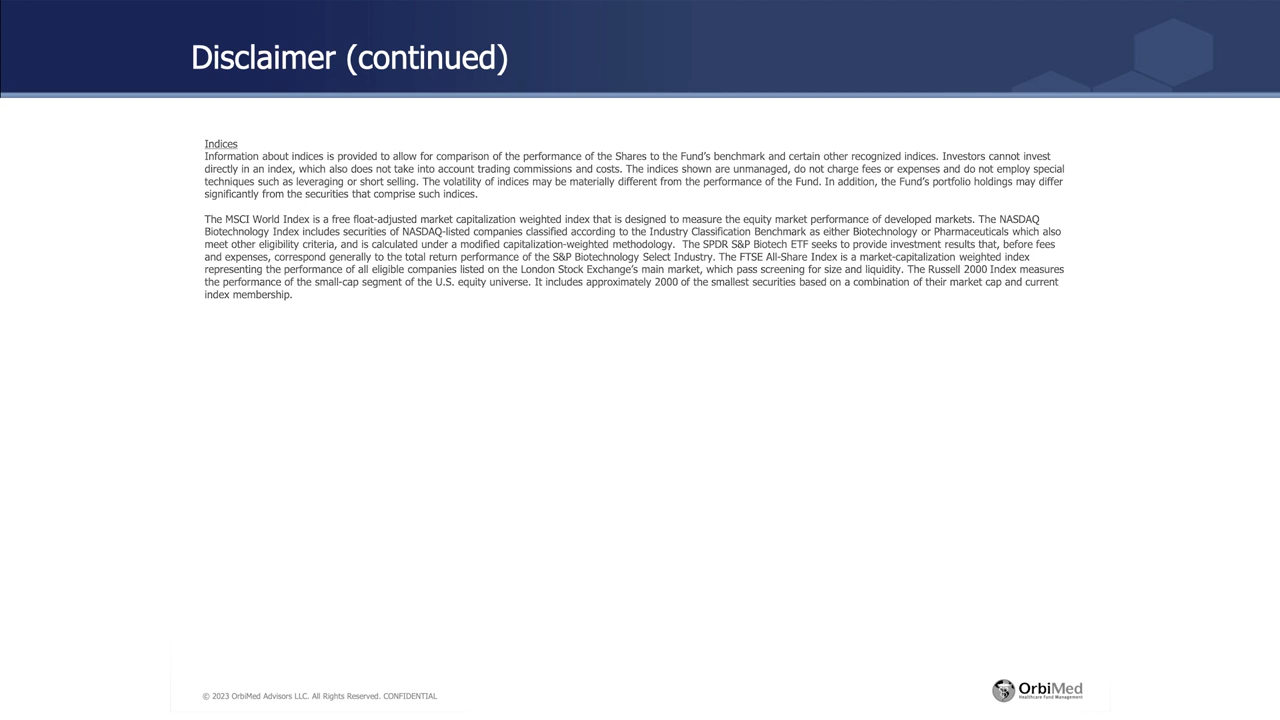 Disclaimer (continued)
Indices
Information about indices is provided to allow for comparison of the performance of the Shares to the Fund’s benchmark and certain other recognized indices. Investors cannot invest
directly in an index, which also does not take into account trading commissions and costs. The indices shown are unmanaged, do not charge fees or expenses and do not employ special
techniques such as leveraging or short selling. The volatility of indices may be materially different from the performance of the Fund. In addition, the Fund’s portfolio holdings may differ
significantly from the securities that comprise such indices.
The MSCI World Index is a free float-adjusted market capitalization weighted index that is designed to measure the equity market performance of developed markets. The NASDAQ
Biotechnology Index includes securities of NASDAQ-listed companies classified according to the Industry Classification Benchmark as either Biotechnology or Pharmaceuticals which also
meet other eligibility criteria, and is calculated under a modified capitalization-weighted methodology.  The SPDR S&P Biotech ETF seeks to provide investment results that, before fees
and expenses, correspond generally to the total return performance of the S&P Biotechnology Select Industry. The FTSE All-Share Index is a market-capitalization weighted index
representing the performance of all eligible companies listed on the London Stock Exchange’s main market, which pass screening for size and liquidity. The Russell 2000 Index measures
the performance of the small-cap segment of the U.S. equity universe. It includes approximately 2000 of the smallest securities based on a combination of their market cap and current
index membership.
© 2023 OrbiMed Advisors LLC. All Rights Reserved. CONFIDENTIAL
OrbiMed
Healthcare Fund Management